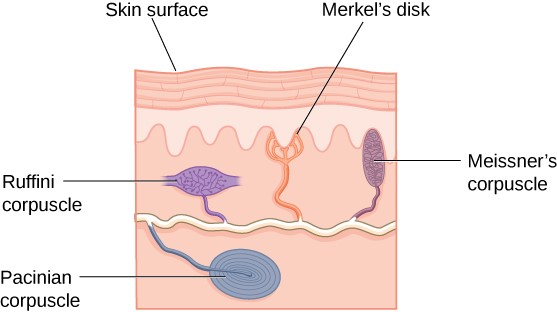 Skin surface
Merkel’s disk
Meissner’s
corpuscle
Ruffini
corpuscle
Pacinian
corpuscle